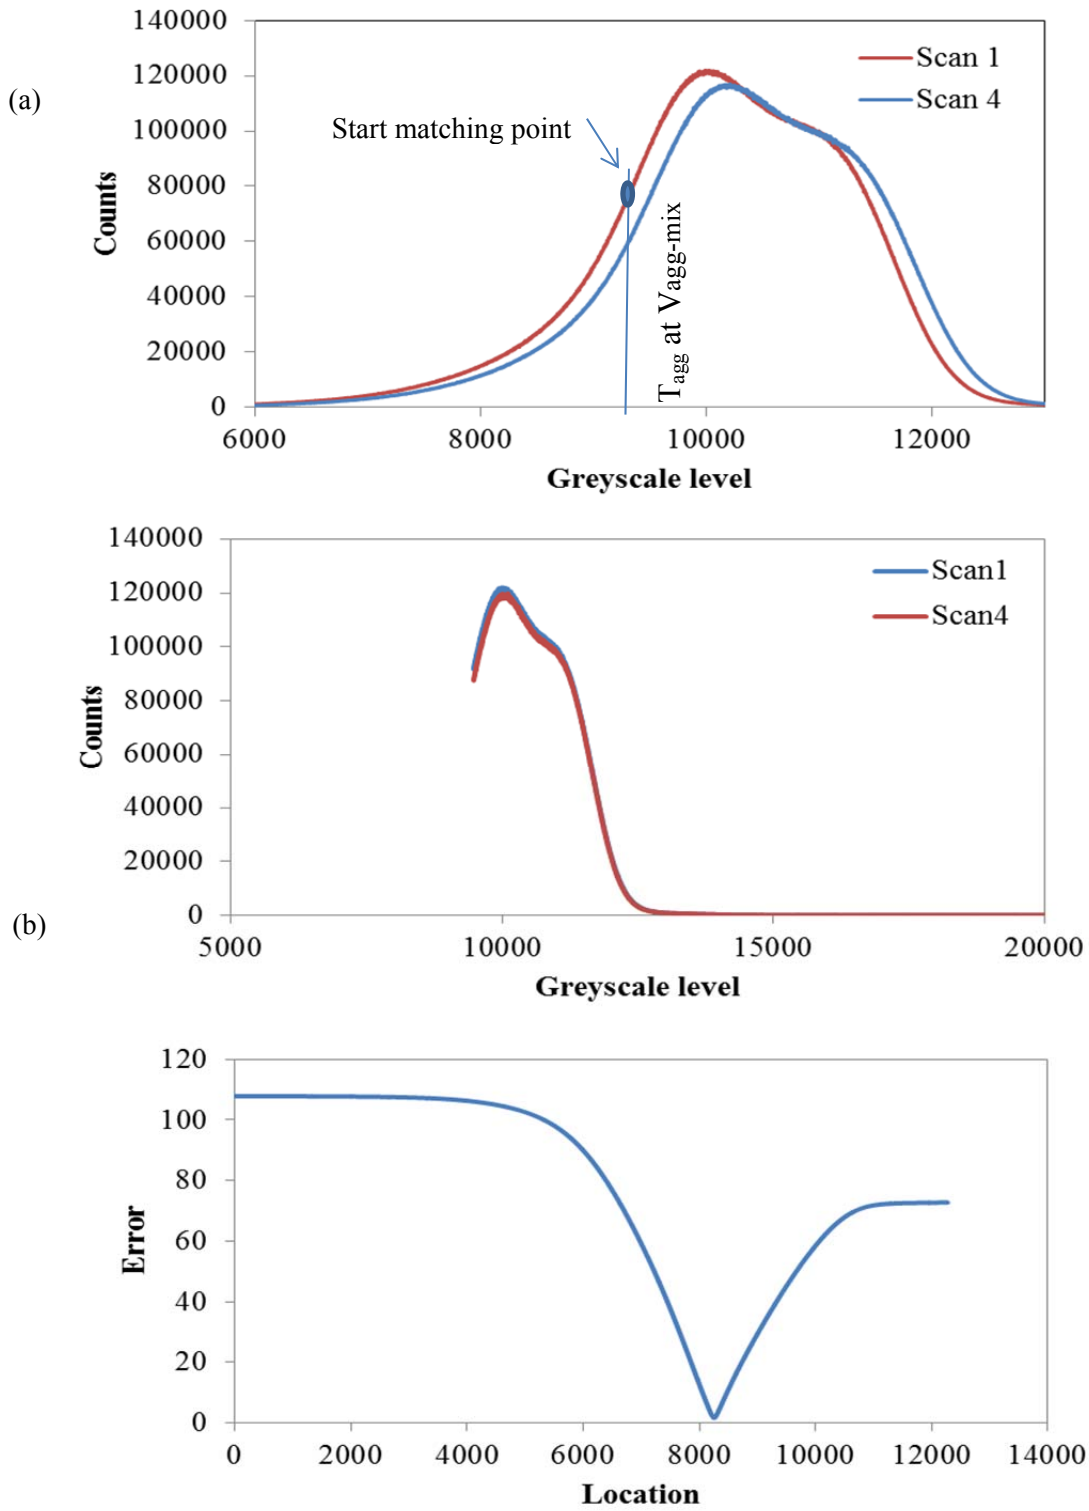 (a)
140000
120000
100000
80000
60000
40000
20000
0
Counts
Scan 1
Scan 4
Start matching point
Tagg at Vagg-mix
6000 8000 10000 12000
Greyscale level
140000
120000
100000
80000
60000
40000
20000
0
Counts
Scan1
Scan4
(b)
5000 10000 15000 20000
Greyscale level
120
100
80
60
40
20
0
Error
0 2000 4000 6000 8000 10000 12000 14000
Location